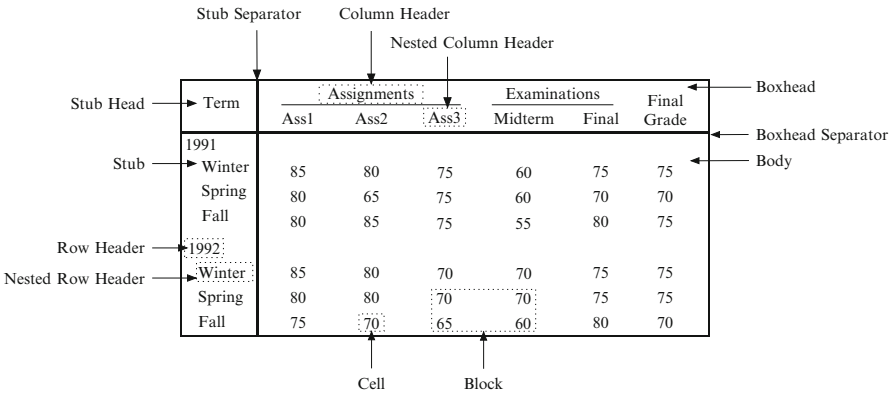 Stub Separator Column Header
Nested Column Header
Assignments Examinations Boxhead
Stub Head Term Final
Ass1 Ass2 Ass3 Midterm Final Grade
Boxhead Separator
1991
Stub Winter 85 80 75 60 75 75 Body
Spring 80 65 75 60 70 70
Fall 80 85 75 55 80 75
Row Header 1992
Nested Row Header Winter 85 80 70 70 75 75
Spring 80 80 70 70 75 75
Fall 75 70 65 60 80 70
Cell Block